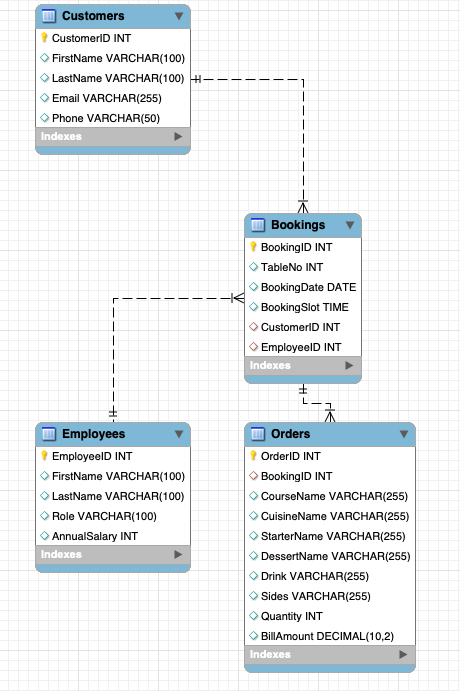 Customers
CustomerID INT
FirstName VARCHAR(100)
LastName VARCHAR(100)
Email VARCHAR(255)
Phone VARCHAR(50)
Indexes
Bookings
BookingID INT
TableNo INT
BookingDate DATE
BookingSlot TIME
CustomerID INT
EmployeeID INT
Indexes
Employees
EmployeeID INT
FirstName VARCHAR(100)
LastName VARCHAR(100)
Role VARCHAR(100)
AnnualSalary INT
Indexes
Orders
OrderID INT
BookingID INT
CourseName VARCHAR(255)
CuisineName VARCHAR(255)
StarterName VARCHAR(255)
DessertName VARCHAR(255)
Drink VARCHAR(255)
Sides VARCHAR(255)
Quantity INT
BillAmount DECIMAL(10,2)
Indexes